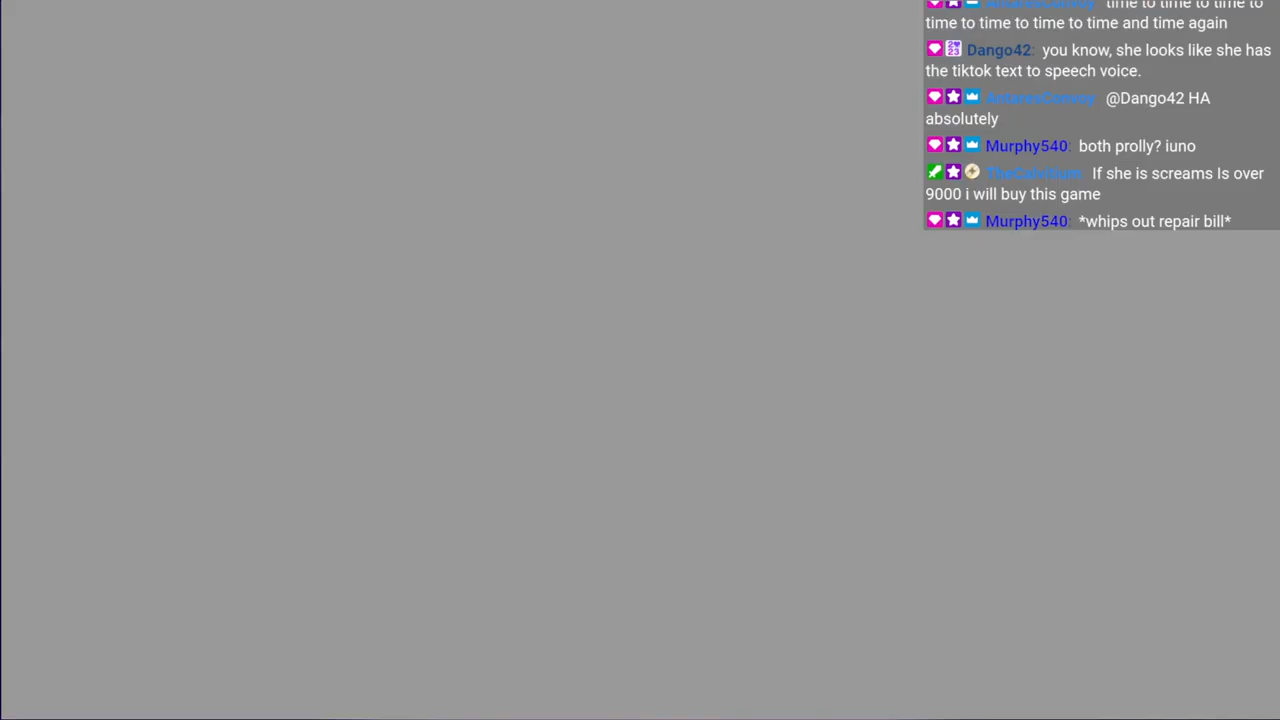 time to time to time to
time to time to time to time and time again
Dango42: you know, she looks like she has
the tiktok text to speech voice.
AntaresConvoy @Dango42 HA
absolutely
Murphy540: both prolly? iuno
If she is screams Is over
9000 i will buy this game
Murphy540: *whips out repair bill*